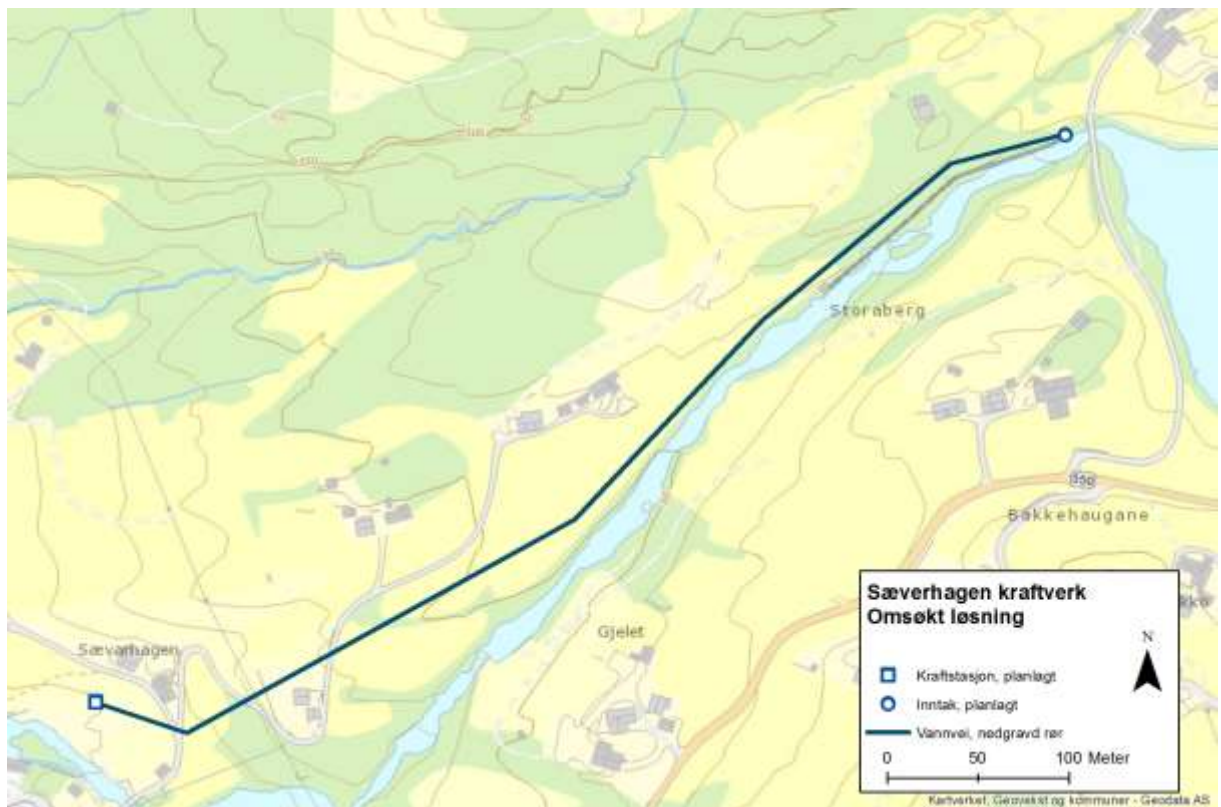 Storaberg
Bakkehaugane
Gjelet
Sævarhagen
Sæverhagen kraftverk
Omsøkt løsning
N
Kraftstasjon, planlagt
Inntak, planlagt
Vannvei, nedgravd rør
0 50 100 Meter
Kartverket, Geovekst og kommuner - Geodata AS